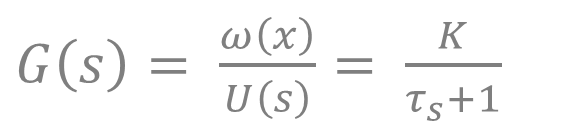 G(s) = ω(x)/U(s) = K/τₛ+1